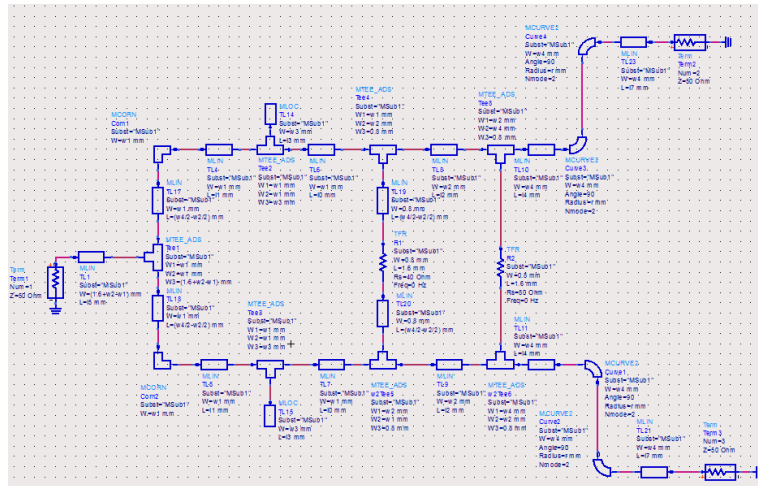 MCURVE2
Curve4
Subst="MSub1"
W=w4 mm
Angle=90
Radius=r mm
Nmode=2
MLIN
TL23
Subst="MSub1"
W=w4 mm
L=l7 mm
Term
Term2
Num=2
Z=50 Ohm
MCORN
Corn1
Subst="MSub1"
W=w1 mm
MLOC
TL14
Subst="MSub1"
W=w3 mm
L=l3 mm
MTEE_ADS
Tee4
Subst="MSub1"
W1=w1 mm
W2=w2 mm
W3=0.8 mm
MTEE_ADS
Tee5
Subst="MSub1"
W1=w2 mm
W2=w4 mm
W3=0.8 mm
MLIN
TL4
Subst="MSub1"
W=w1 mm
L=l1 mm
MTEE_ADS
Tee2
Subst="MSub1"
W1=w1 mm
W2=w1 mm
W3=w3 mm
MLIN
TL6
Subst="MSub1"
W=w1 mm
L=l0 mm
MLIN
TL8
Subst="MSub1"
W=w2 mm
L=l2 mm
MLIN
TL10
Subst="MSub1"
W=w4 mm
L=l4 mm
MCURVE2
Curve3
Subst="MSub1"
W=w4 mm
Angle=90
Radius=r mm
Nmode=2
MLIN
TL17
Subst="MSub1"
W=w1 mm
L=(w4/2-w2/2) mm
MLIN
TL19
Subst="MSub1"
W=0.8 mm
L=(w4/2-w2/2) mm
MTEE_ADS
Tee1
Subst="MSub1"
W1=w1 mm
W2=w1 mm
W3=(1.6+w2-w1) mm
TFR
R1
Subst="MSub1"
W=0.8 mm
L=1.6 mm
Rs=40 Ohm
Freq=0 Hz
TFR
R2
Subst="MSub1"
W=0.8 mm
L=1.6 mm
Rs=50 Ohm
Freq=0 Hz
Term
Term1
Num=1
Z=50 Ohm
MLIN
TL1
Subst="MSub1"
W=(1.6+w2-w1) mm
L=l5 mm
MLIN
TL18
Subst="MSub1"
W=w1 mm
L=(w4/2-w2/2) mm
MTEE_ADS
Tee3
Subst="MSub1"
W1=w1 mm
W2=w1 mm
W3=w3 mm
MLIN
TL20
Subst="MSub1"
W=0.8 mm
L=(w4/2-w2/2) mm
MLIN
TL11
Subst="MSub1"
W=w4 mm
L=l4 mm
MCORN
Corn2
Subst="MSub1"
W=w1 mm
MLIN
TL5
Subst="MSub1"
W=w1 mm
L=l1 mm
MLOC
TL15
Subst="MSub1"
W=w3 mm
L=l3 mm
MLIN
TL7
Subst="MSub1"
W=w1 mm
L=l0 mm
MTEE_ADS
Subst="MSub1"
W1=w2 mm
W2=w1 mm
W3=0.8 mm
MLIN
TL9
Subst="MSub1"
W=w2 mm
L=l2 mm
MTEE_ADS
Subst="MSub1"
W1=w4 mm
W2=w2 mm
W3=0.8 mm
MCURVE2
Curve1
Subst="MSub1"
W=w4 mm
Angle=90
Radius=r mm
Nmode=2
MCURVE2
Curve2
Subst="MSub1"
W=w4 mm
Angle=90
Radius=r mm
Nmode=2
MLIN
TL21
Subst="MSub1"
W=w4 mm
L=l7 mm
Term
Term3
Num=3
Z=50 Ohm